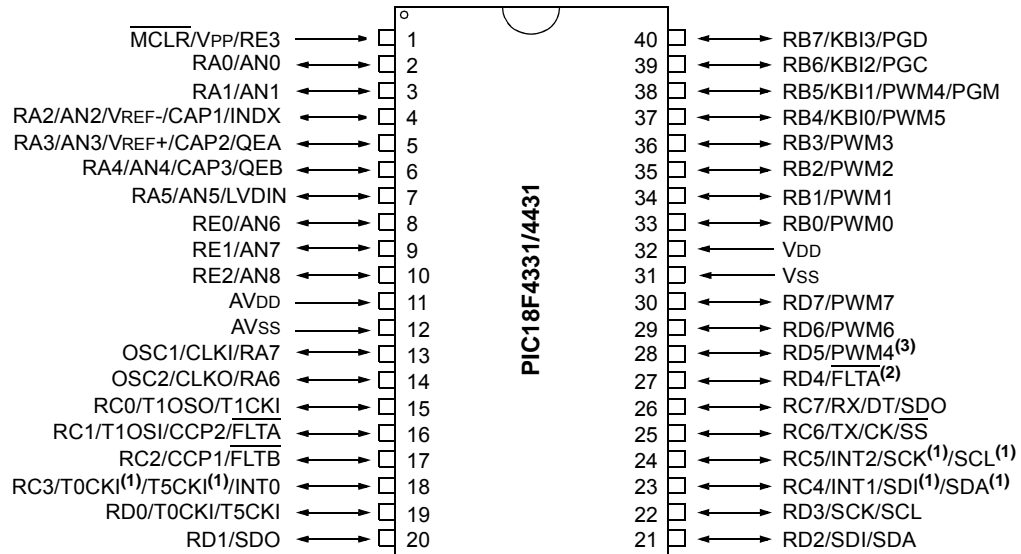 MCLR/VPP/RE3 1 40 RB7/KBI3/PGD
RA0/AN0 2 39 RB6/KBI2/PGC
RA1/AN1 3 38 RB5/KBI1/PWM4/PGM
RA2/AN2/VREF-/CAP1/INDX 4 37 RB4/KBI0/PWM5
RA3/AN3/VREF+/CAP2/QEA 5 36 RB3/PWM3
RA4/AN4/CAP3/QEB 6 35 RB2/PWM2
RA5/AN5/LVDIN 7 34 RB1/PWM1
RE0/AN6 8 33 RB0/PWM0
RE1/AN7 9 32 VDD
RE2/AN8 10 31 VSS
AVDD 11 30 RD7/PWM7
AVSS 12 29 RD6/PWM6
OSC1/CLKI/RA7 13 28 RD5/PWM4(3)
OSC2/CLKO/RA6 14 27 RD4/FLTA(2)
RC0/T1OSO/T1CKI 15 26 RC7/RX/DT/SDO
RC1/T1OSI/CCP2/FLTA 16 25 RC6/TX/CK/SS
RC2/CCP1/FLTB 17 24 RC5/INT2/SCK(1)/SCL(1)
RC3/T0CKI(1)/T5CKI(1)/INT0 18 23 RC4/INT1/SDI(1)/SDA(1)
RD0/T0CKI/T5CKI 19 22 RD3/SCK/SCL
RD1/SDO 20 21 RD2/SDI/SDA
PIC18F4331/4431